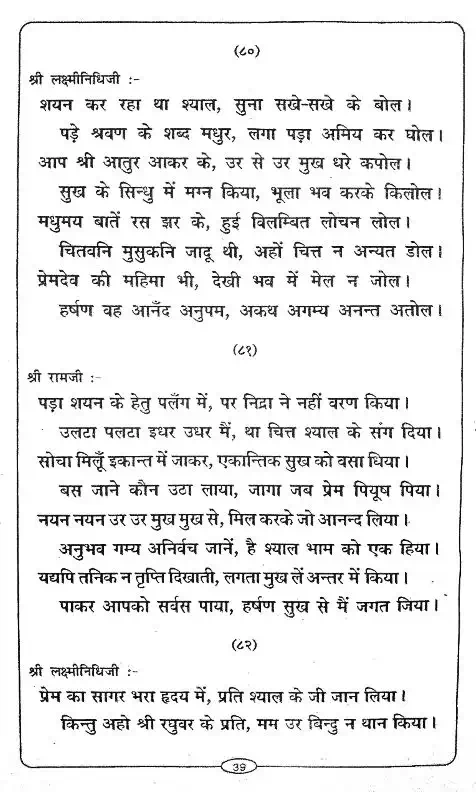 (८०)
श्री लक्ष्मीनिधिजी :-
शयन कर रहा था श्याल, सुना सखे-सखे के बोल।
पड़े श्रवण के शब्द मधुर, लगा पड़ा अमिय कर घोल।
आप श्री आतुर आकर के, उर से उर मुख धरे कपोल।
सुख के सिन्धु में मग्न किया, भूला भव करके किलोल।
मधुमय बातें रस झर के, हुई विलम्बित लोचन लोल।
चितवनि मुसुकनि जादू थी, अहों चित्त न अन्यत डोल।
प्रेमदेव की महिमा भी, देखी भव में मेल न जोल।
हर्षण वह आनँद अनुपम, अकथ अगम्य अनन्त अतोल।
(८१)
श्री रामजी :-
पड़ा शयन के हेतु पलँग में, पर निद्रा ने नहीं वरण किया।
उलटा पलटा इधर उधर मैं, था चित्त श्याल के संग दिया।
सोचा मिलूँ इकान्त में जाकर, एकान्तिक सुख को बसा धिया।
बस जाने कौन उठा लाया, जागा जब प्रेम पियूष पिया।
नयन नयन उर उर मुख मुख से, मिल करके जो आनन्द लिया।
अनुभव गम्य अनिर्वच जानें, है श्याल भाम को एक हिया।
यद्यपि तनिक न तृप्ति दिखाती, लगता मुख लें अन्तर में किया।
पाकर आपको सर्वस पाया, हर्षण सुख से मैं जगत जिया।
(८२)
श्री लक्ष्मीनिधिजी :-
प्रेम का सागर भरा हृदय में, प्रति श्याल के जी जान लिया।
किन्तु अहो श्री रघुवर के प्रति, मम उर बिन्दु न थान किया।
39